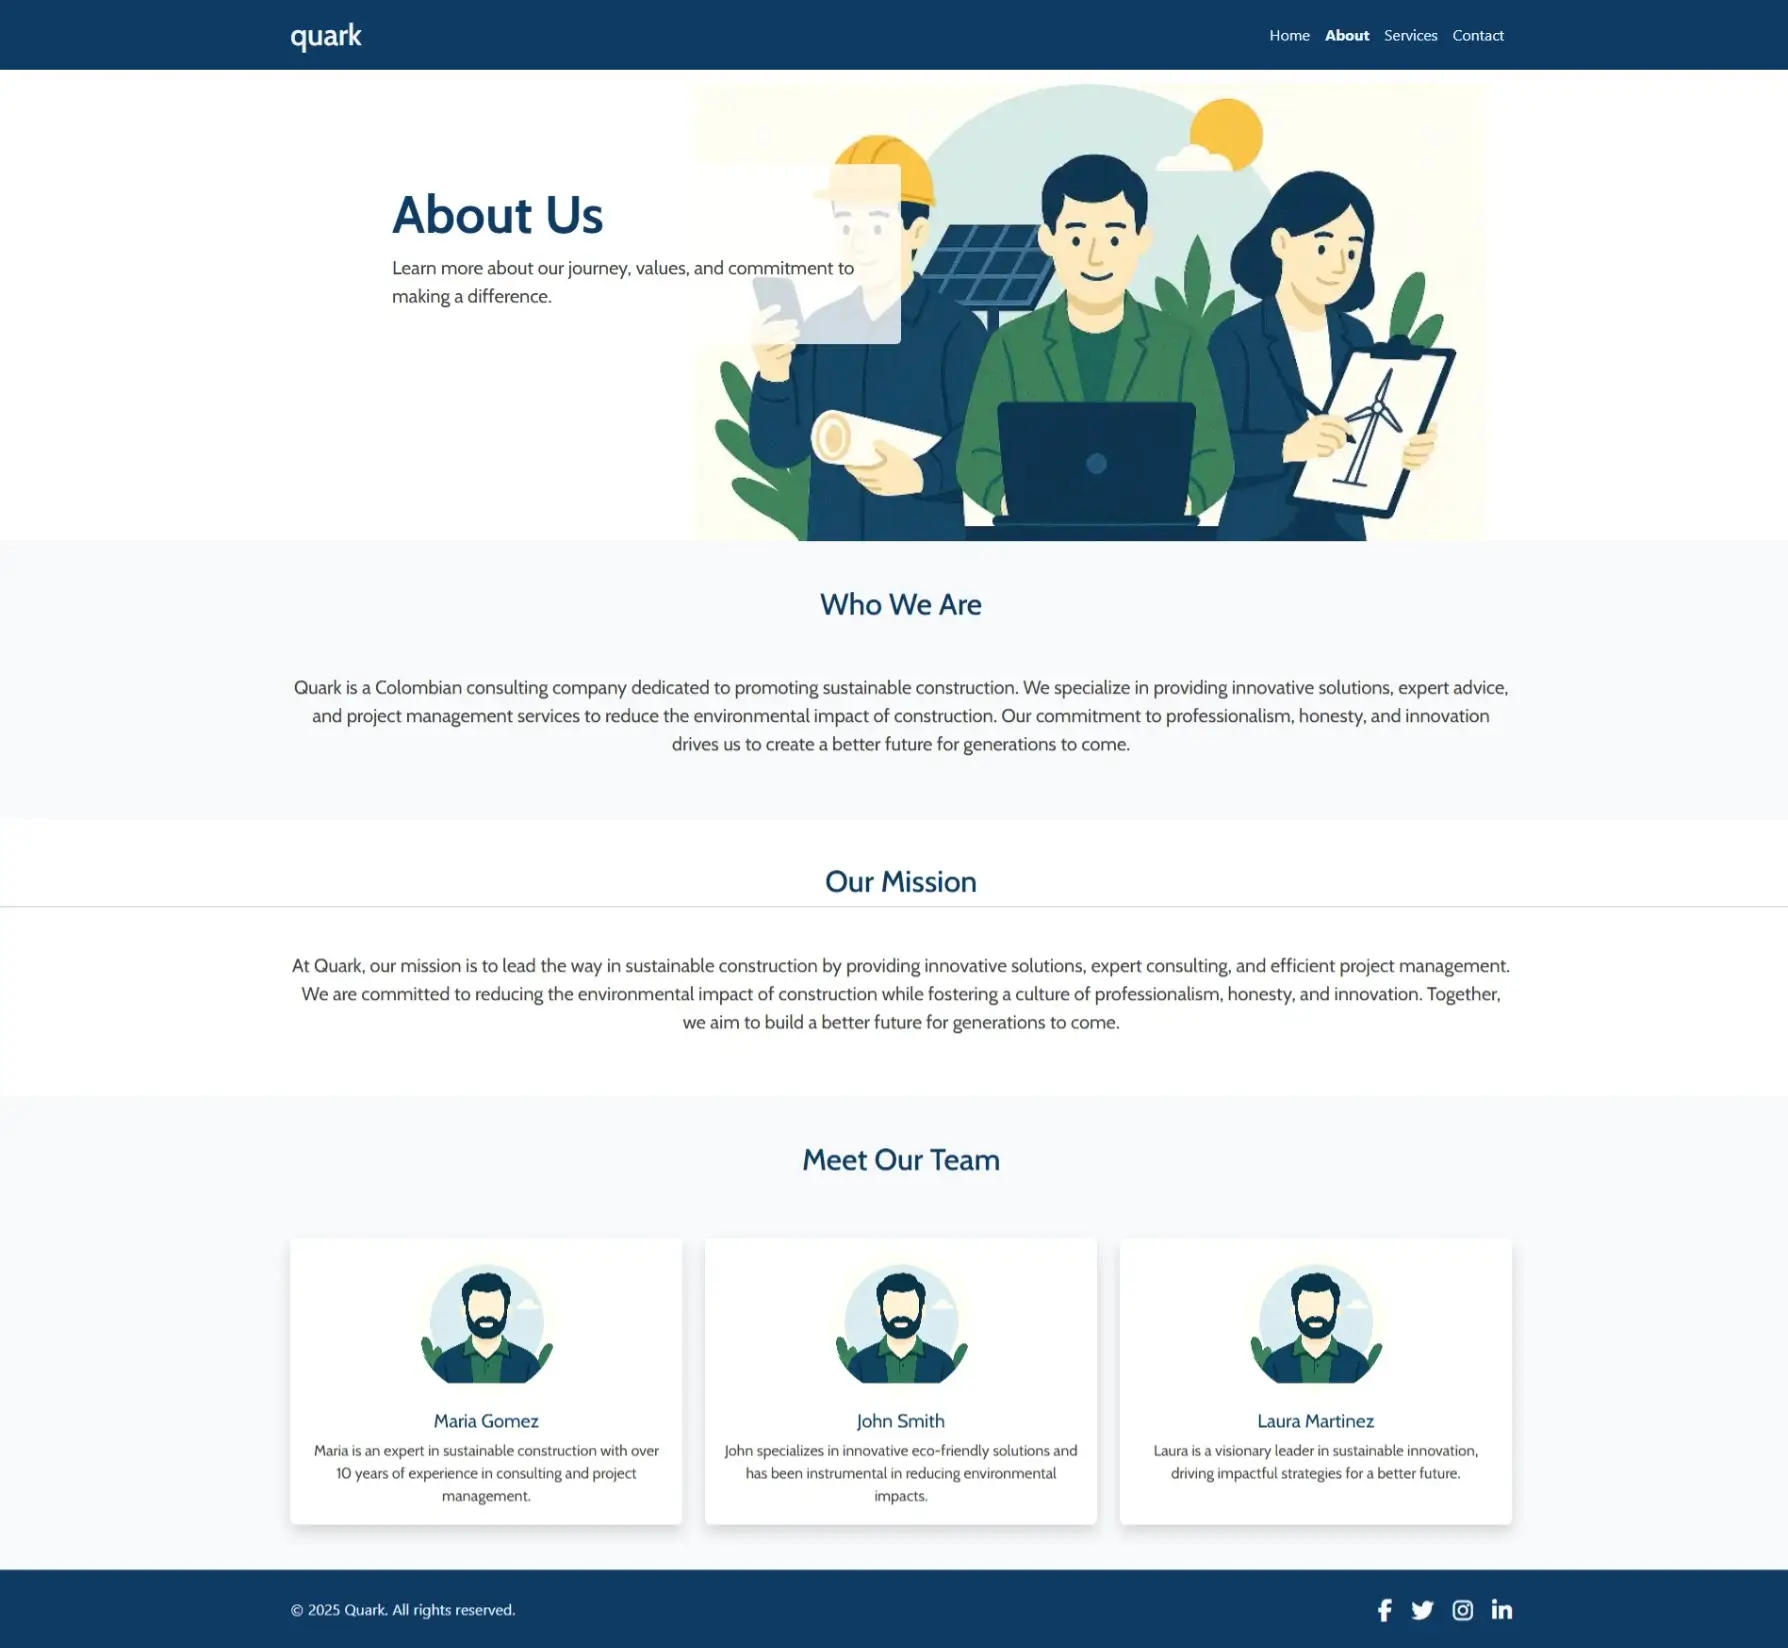 quark
Home About Services Contact
About Us
Learn more about our journey, values, and commitment to
making a difference.
Who We Are
Quark is a Colombian consulting company dedicated to promoting sustainable construction. We specialize in providing innovative solutions, expert advice,
and project management services to reduce the environmental impact of construction. Our commitment to professionalism, honesty, and innovation
drives us to create a better future for generations to come.
Our Mission
At Quark, our mission is to lead the way in sustainable construction by providing innovative solutions, expert consulting, and efficient project management.
We are committed to reducing the environmental impact of construction while fostering a culture of professionalism, honesty, and innovation. Together,
we aim to build a better future for generations to come.
Meet Our Team
Maria Gomez
Maria is an expert in sustainable construction with over
10 years of experience in consulting and project
management.
John Smith
John specializes in innovative eco-friendly solutions and
has been instrumental in reducing environmental
impacts.
Laura Martinez
Laura is a visionary leader in sustainable innovation,
driving impactful strategies for a better future.
© 2025 Quark. All rights reserved.